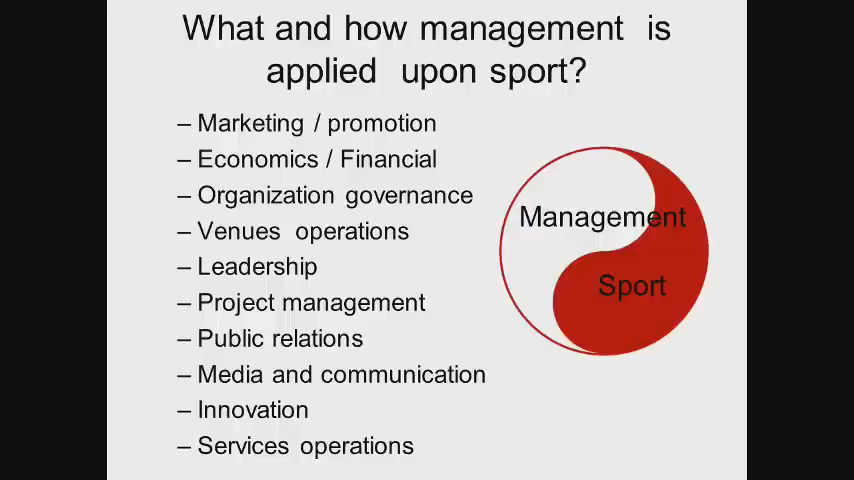 What and how management is
applied upon sport?
– Marketing / promotion
– Economics / Financial
– Organization governance
– Venues operations
– Leadership
– Project management
– Public relations
– Media and communication
– Innovation
– Services operations
Management
Sport